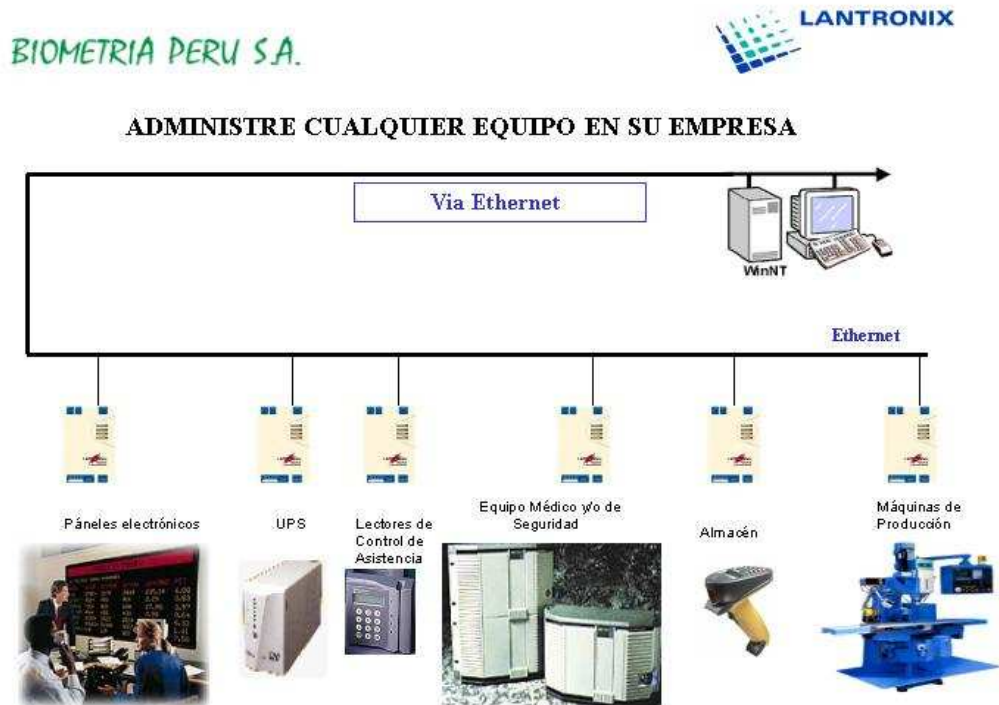 BIOMETRIA PERU S.A.
LANTRONIX
ADMINISTRE CUALQUIER EQUIPO EN SU EMPRESA
Via Ethernet
WinNT
Ethernet
Páneles electrónicos
UPS
Lectores de
Control de
Asistencia
Equipo Médico y/o de
Seguridad
Almacén
Máquinas de
Producción